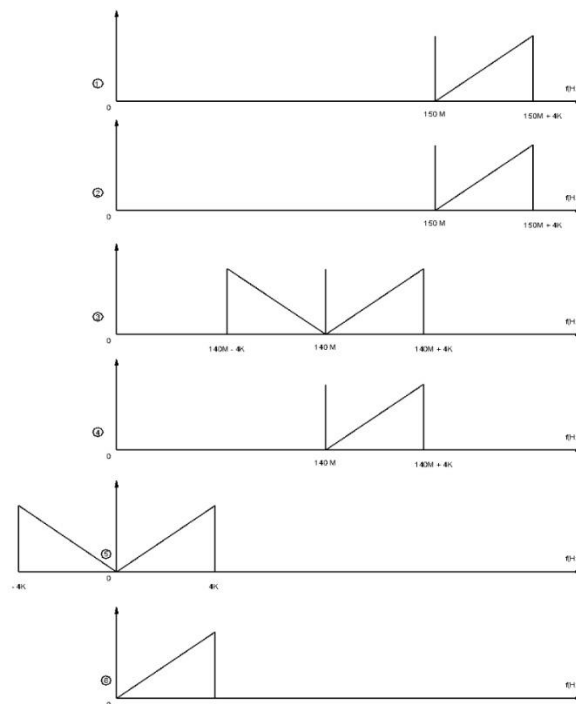 ①
0
150 M
150M + 4K
f(H
②
0
150 M
150M + 4K
f(H
③
0
140M - 4K
140 M
140M + 4K
f(H
④
0
140 M
140M + 4K
f(H
⑤
- 4K
0
4K
f(H
⑥
0
f(H